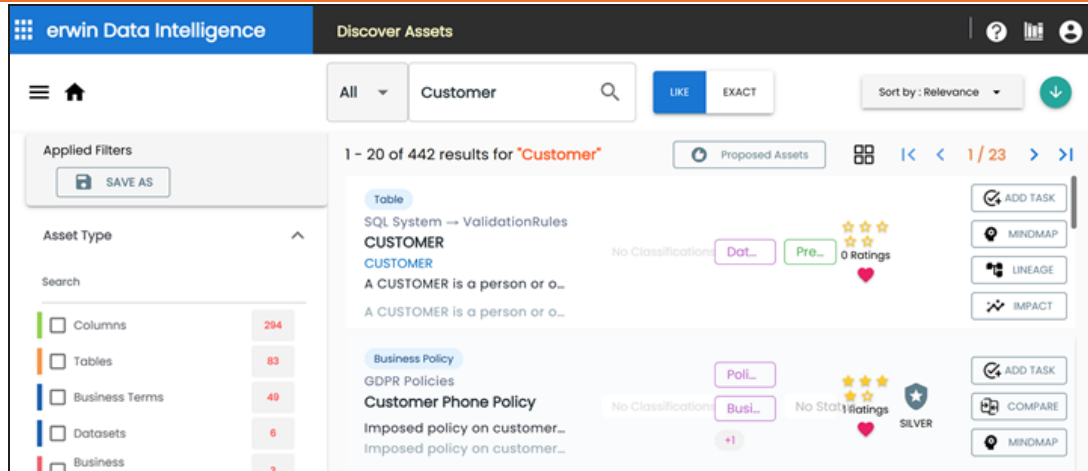 erwin Data Intelligence
Discover Assets
All
Customer
LIKE
EXACT
Sort by : Relevance
Applied Filters
SAVE AS
1 - 20 of 442 results for "Customer"
Proposed Assets
1 / 23
Asset Type
Search
Columns 294
Tables 83
Business Terms 49
Datasets 6
Business
Table
SQL System → ValidationRules
CUSTOMER
CUSTOMER
A CUSTOMER is a person or o...
A CUSTOMER is a person or o...
No Classifications
Dat...
Pre...
0 Ratings
ADD TASK
MINDMAP
LINEAGE
IMPACT
Business Policy
GDPR Policies
Customer Phone Policy
Imposed policy on customer...
Imposed policy on customer...
No Classifications
Poli...
Busi...
+1
No Stat
1 Ratings
SILVER
ADD TASK
COMPARE
MINDMAP